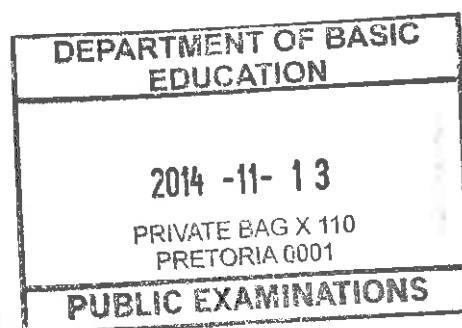 DEPARTMENT OF BASIC
EDUCATION
2014 -11- 13
PRIVATE BAG X 110
PRETORIA 0001
PUBLIC EXAMINATIONS